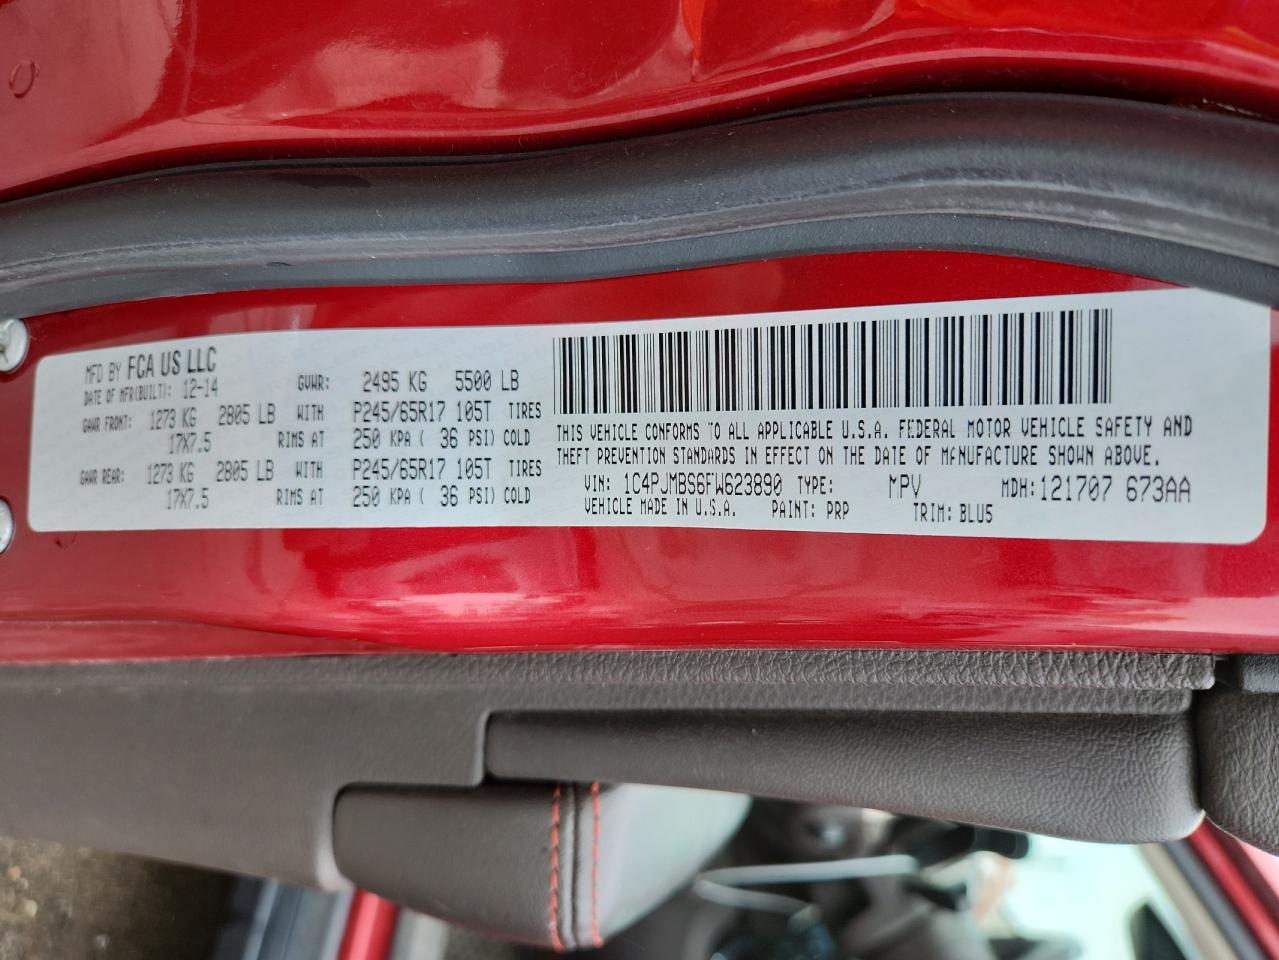 MFD BY FCA US LLC
DATE OF MFR(BUILT): 12-14 GVWR: 2495 KG 5500 LB
GAWR FRONT: 1273 KG 2805 LB WITH P245/65R17 105T TIRES
17X7.5 RIMS AT 250 KPA ( 36 PSI) COLD
GAWR REAR: 1273 KG 2805 LB WITH P245/65R17 105T TIRES
17X7.5 RIMS AT 250 KPA ( 36 PSI) COLD
THIS VEHICLE CONFORMS TO ALL APPLICABLE U.S.A. FEDERAL MOTOR VEHICLE SAFETY AND
THEFT PREVENTION STANDARDS IN EFFECT ON THE DATE OF MANUFACTURE SHOWN ABOVE.
VIN: 1C4PJMBS6FW623890 TYPE: MPV MDH: 121707 673AA
VEHICLE MADE IN U.S.A. PAINT: PRP TRIM: BLU5